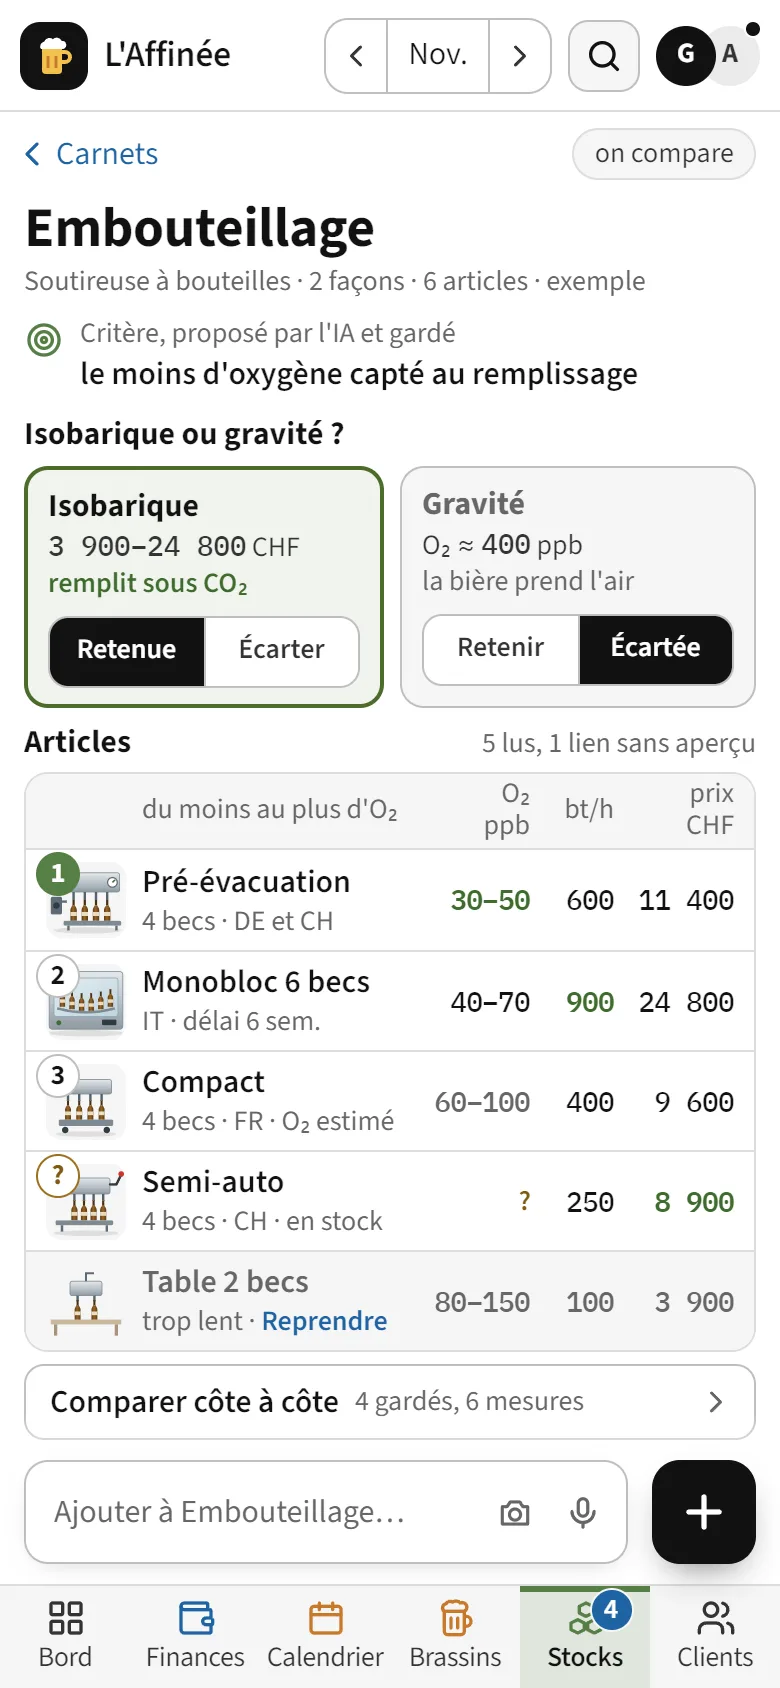 L'Affinée
Nov.
G
A
Carnets
on compare
Embouteillage
Soutireuse à bouteilles · 2 façons · 6 articles · exemple
Critère, proposé par l'IA et gardé
le moins d'oxygène capté au remplissage
Isobarique ou gravité ?
Isobarique
3 900–24 800 CHF
remplit sous CO₂
Retenue
Écarter
Gravité
O₂ ≈ 400 ppb
la bière prend l'air
Retenir
Écartée
Articles
5 lus, 1 lien sans aperçu
du moins au plus d'O₂
O₂ ppb
bt/h
prix CHF
1
Pré-évacuation
30–50
600
11 400
4 becs · DE et CH
2
Monobloc 6 becs
40–70
900
24 800
IT · délai 6 sem.
3
Compact
60–100
400
9 600
4 becs · FR · O₂ estimé
?
Semi-auto
?
250
8 900
4 becs · CH · en stock
Table 2 becs
80–150
100
3 900
trop lent · Reprendre
Comparer côte à côte 4 gardés, 6 mesures
Ajouter à Embouteillage…
Bord
Finances
Calendrier
Brassins
4
Stocks
Clients